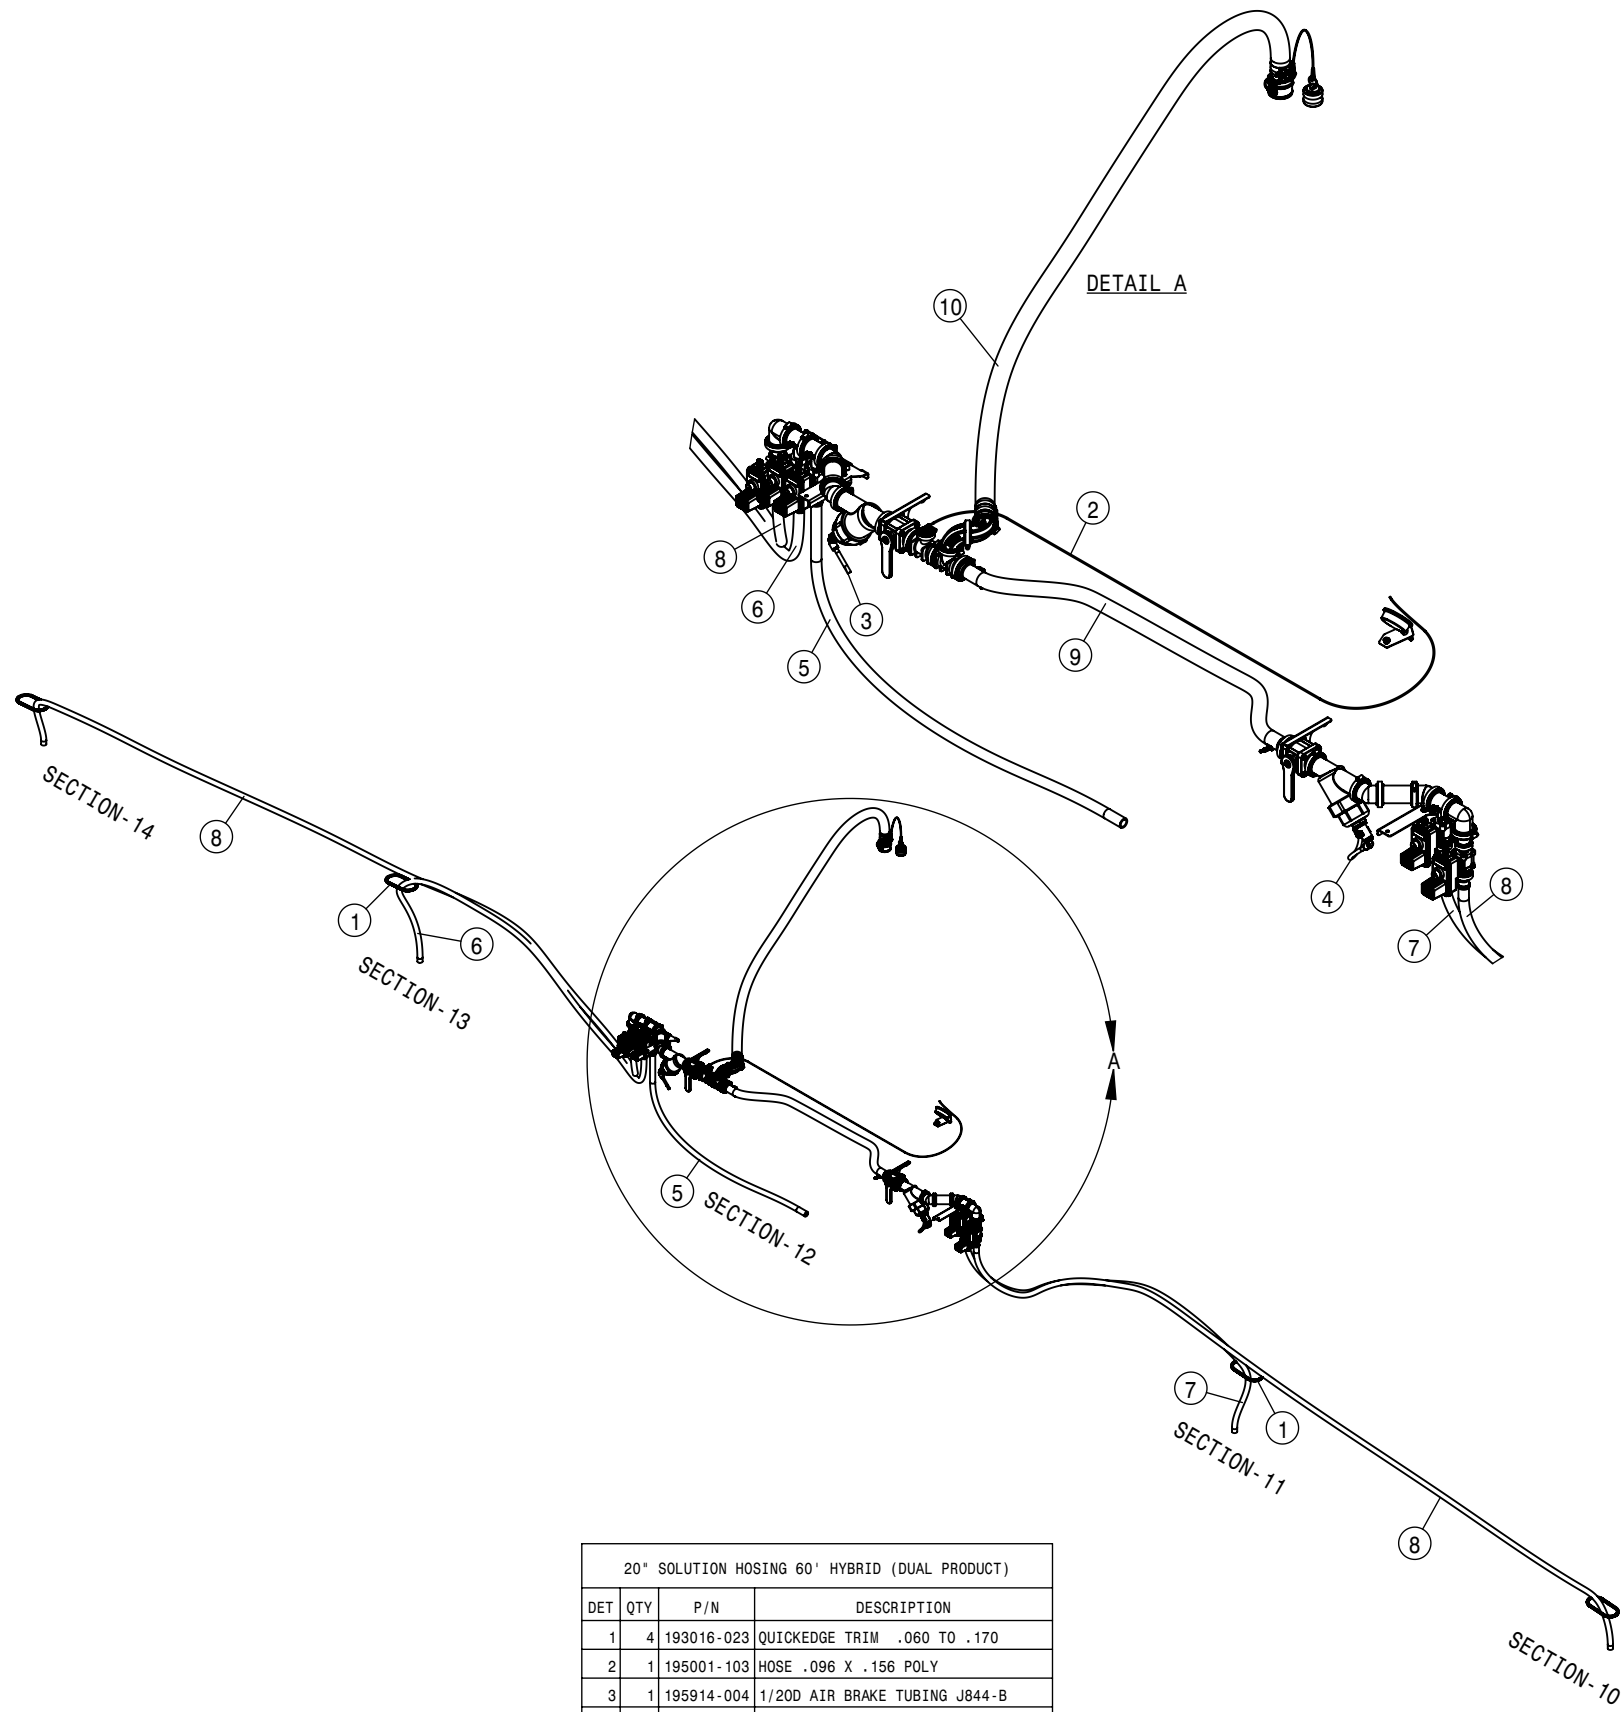 DETAIL A
10
2
8
6
3
9
5
4
8
7
SECTION-14
8
1
6
SECTION-13
A
5
SECTION-12
7
1
SECTION-11
8
SECTION-10
20" SOLUTION HOSING 60' HYBRID (DUAL PRODUCT)
DET QTY P/N DESCRIPTION
1 4 193016-023 QUICKEDGE TRIM .060 TO .170
2 1 195001-103 HOSE .096 X .156 POLY
3 1 195914-004 1/2OD AIR BRAKE TUBING J844-B